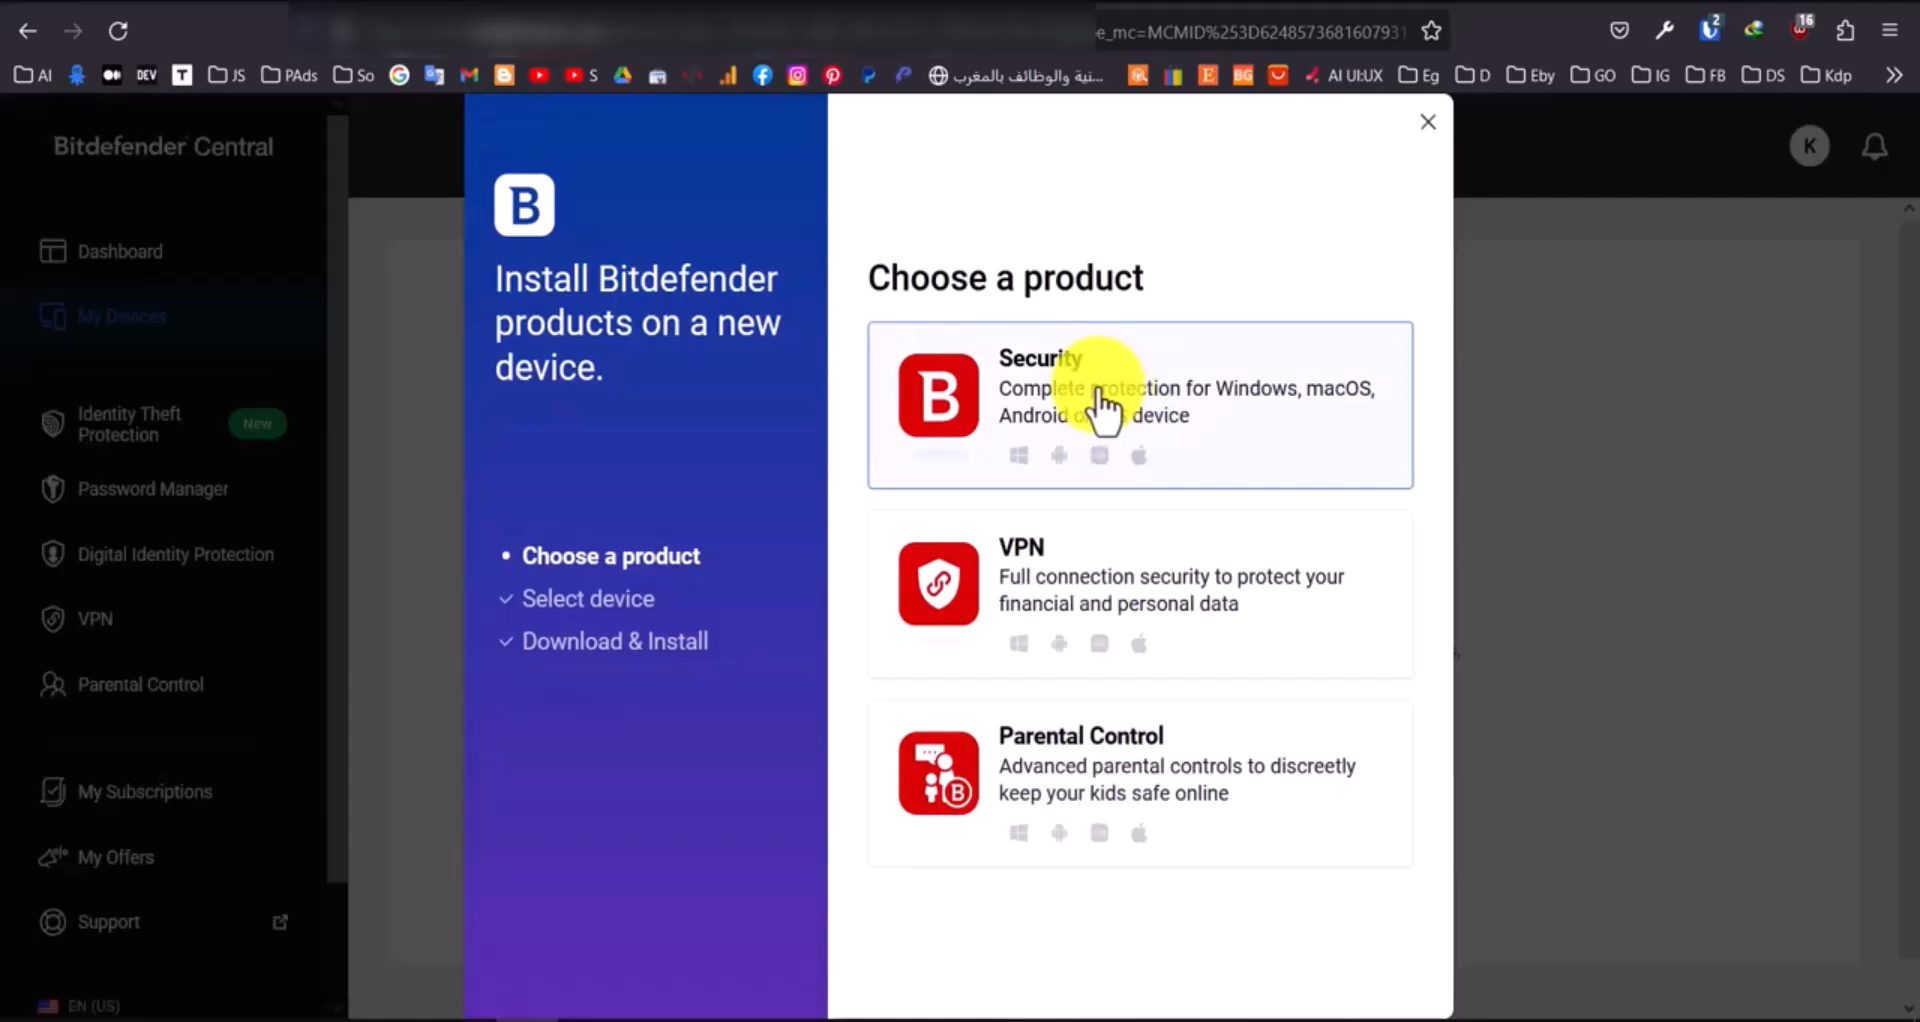 e_mc=MCMID%253D6248573681607931
2
16
AI
DEV
T
JS
PAds
So
S
نية والوظائف بالمغرب...
E
BG
AI UI:UX
Eg
D
Eby
GO
IG
FB
DS
Kdp
Bitdefender Central
K
Dashboard
My Devices
Identity Theft
Protection
New
Password Manager
Digital Identity Protection
VPN
Parental Control
My Subscriptions
My Offers
Support
EN (US)
B
Install Bitdefender
products on a new
device.
• Choose a product
Select device
Download & Install
Choose a product
B
Security
Complete protection for Windows, macOS,
Android device
VPN
Full connection security to protect your
financial and personal data
B
Parental Control
Advanced parental controls to discreetly
keep your kids safe online